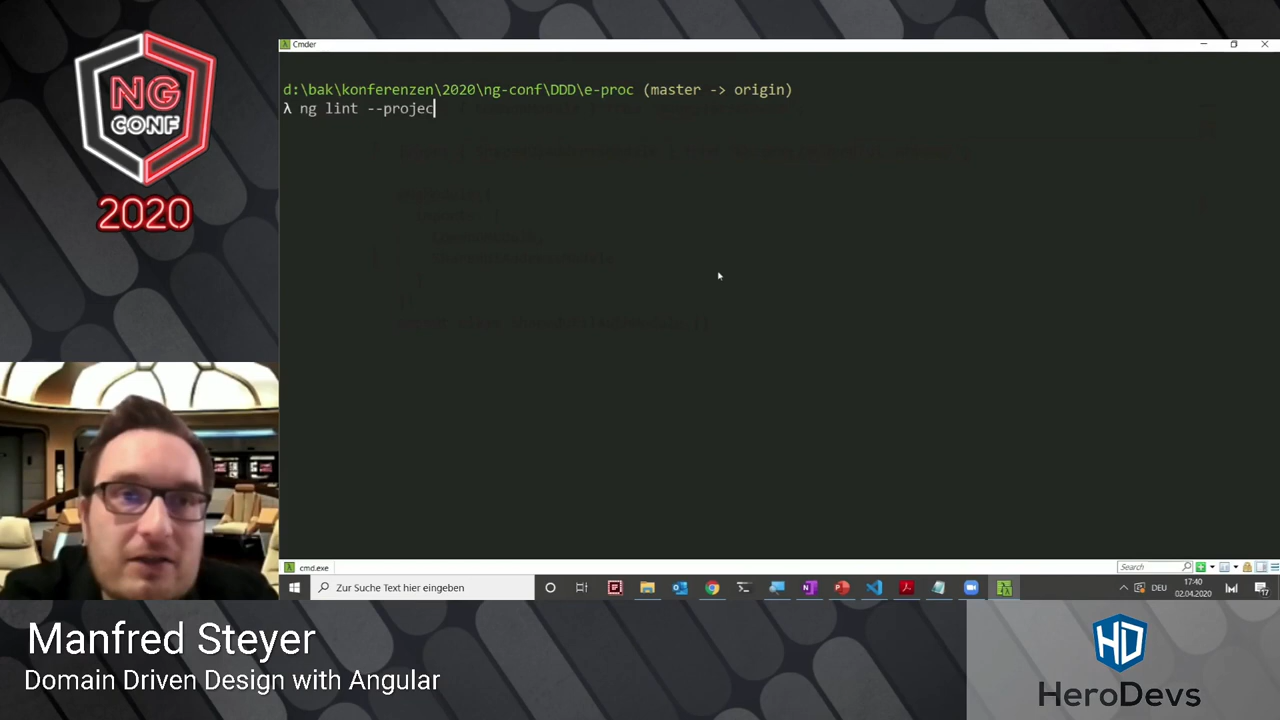 NG
CONF
2020
Cmder
d:\bak\konferenzen\2020\ng-conf\DDD\e-proc (master -> origin)
λ ng lint --projec
cmd.exe
Search
Zur Suche Text hier eingeben
DEU
17:40
02.04.2020
17
Manfred Steyer
Domain Driven Design with Angular
HD
HeroDevs